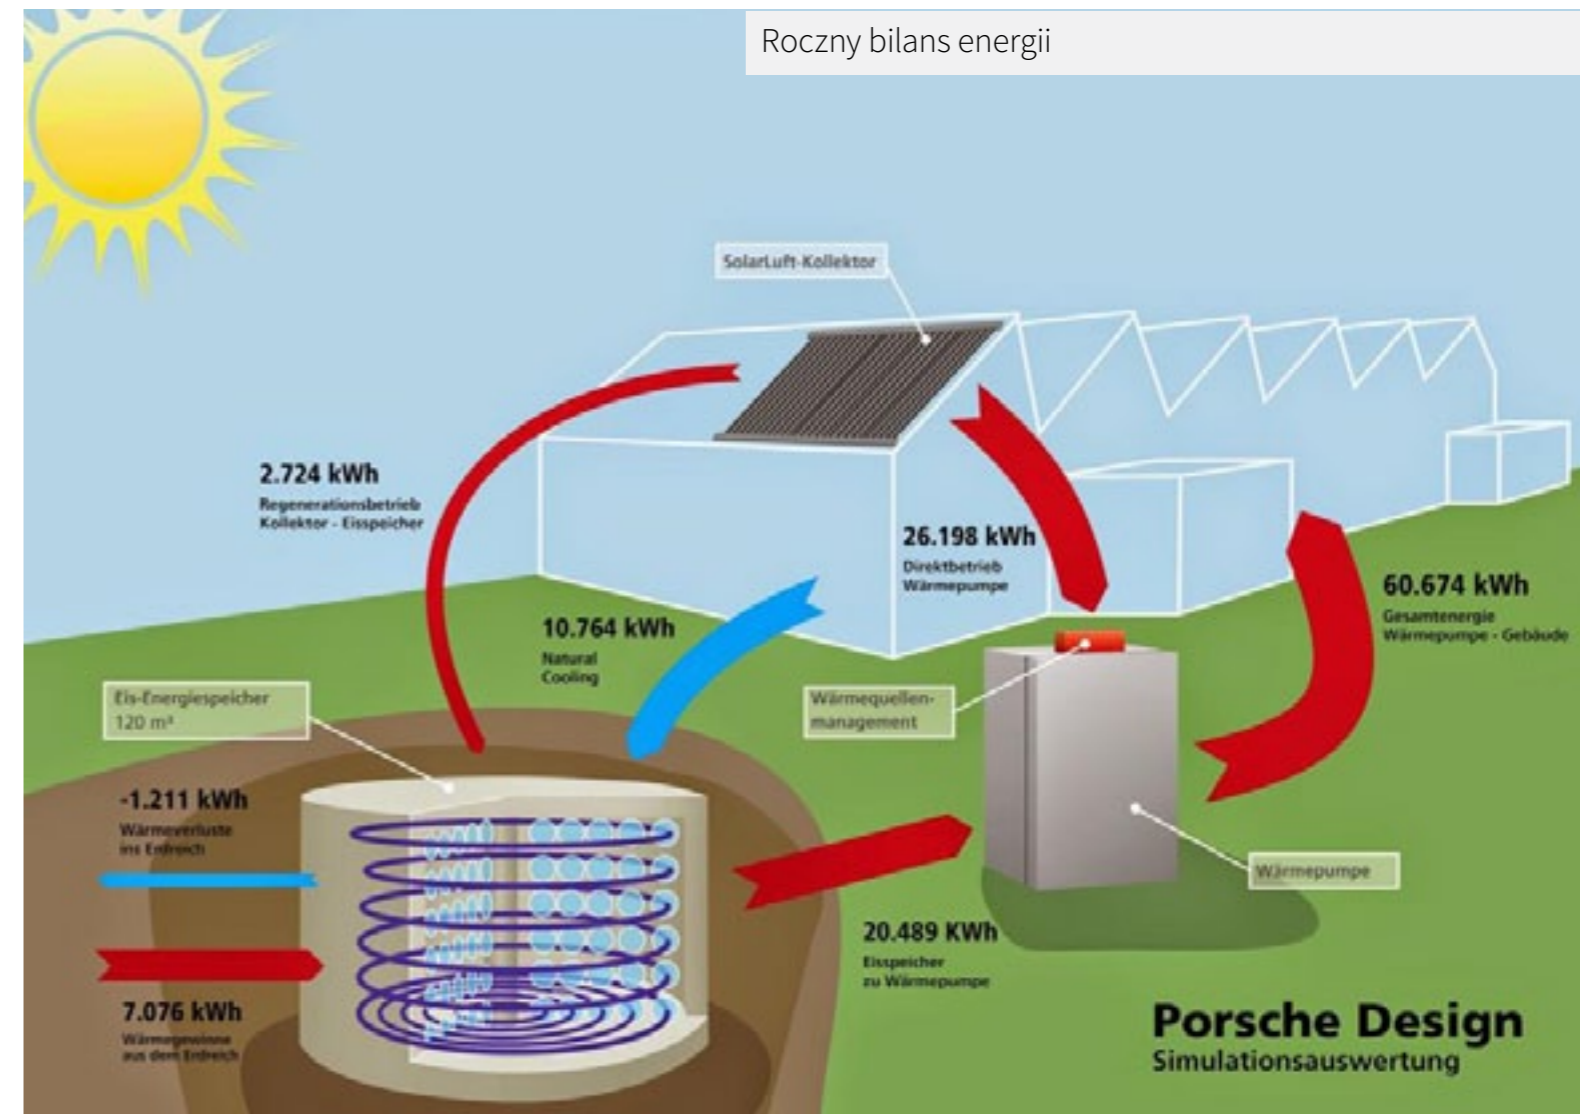 Roczny bilans energii
SolarLuft-Kollektor
2.724 kWh
Regenerationsbetrieb
Kollektor - Eisspeicher
26.198 kWh
Direktbetrieb
Wärmepumpe
60.674 kWh
Gesamtenergie
Wärmepumpe - Gebäude
10.764 kWh
Natural
Cooling
Eis-Energiespeicher
120 m³
Wärmequellen-
management
-1.211 kWh
Wärmeverluste
ins Erdreich
Wärmepumpe
20.489 KWh
Eisspeicher
zu Wärmepumpe
7.076 kWh
Wärmegewinne
aus dem Erdreich
Porsche Design
Simulationsauswertung